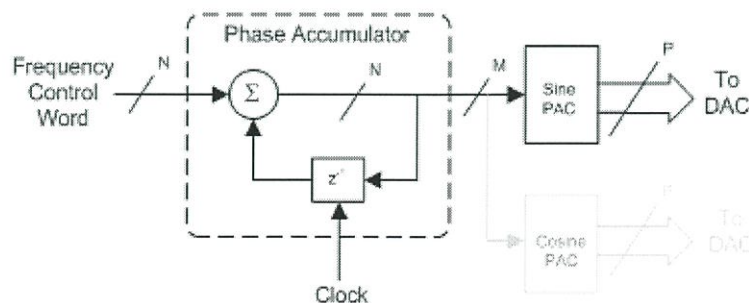 Phase Accumulator
Frequency
Control
Word
N
Σ
N
M
Sine
PAC
P
To
DAC
Cosine
PAC
To
DAC
Clock